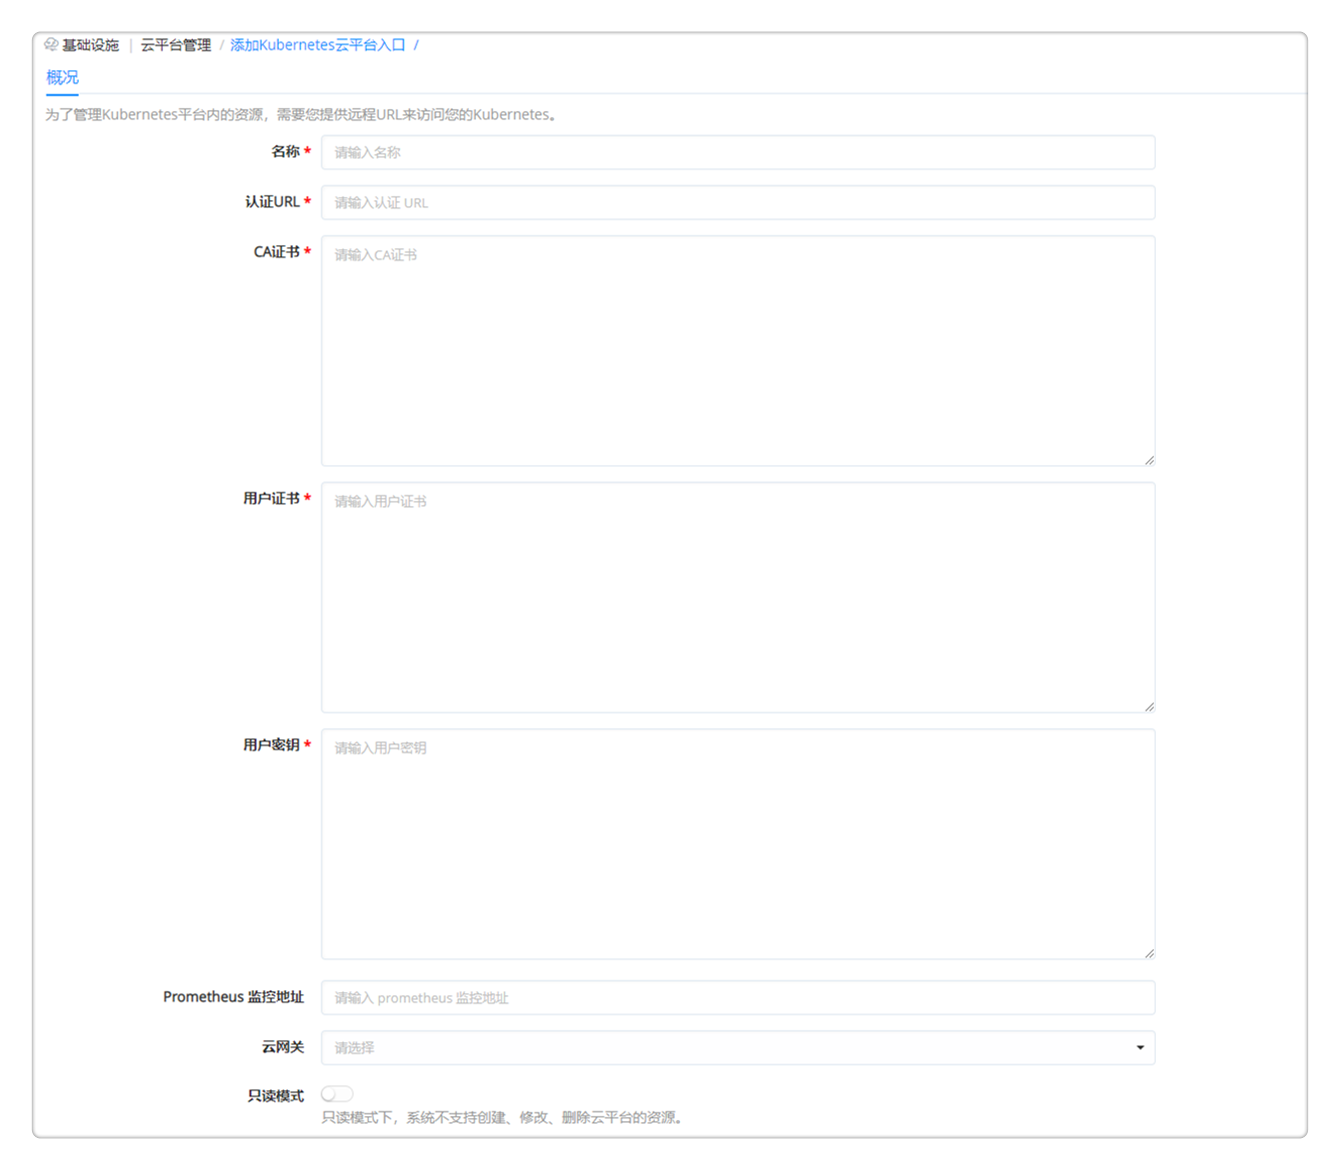 基础设施 | 云平台管理 / 添加Kubernetes云平台入口 /
概况
为了管理Kubernetes平台内的资源，需要您提供远程URL来访问您的Kubernetes。
名称 * 请输入名称
认证URL * 请输入认证 URL
CA证书 * 请输入CA证书
用户证书 * 请输入用户证书
用户密钥 * 请输入用户密钥
Prometheus 监控地址 请输入 prometheus 监控地址
云网关 请选择
只读模式
只读模式下，系统不支持创建、修改、删除云平台的资源。